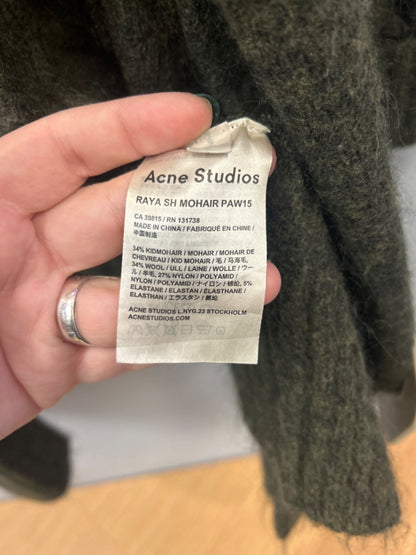 Acne Studios
RAYA SH MOHAIR PAW15
CA 39815 / RN 131738
MADE IN CHINA / FABRIQUÉ EN CHINE /
中国制造
34% KIDMOHAIR / MOHAIR / MOHAIR DE
CHEVREAU / KID MOHAIR / 毛 / 马海毛,
34% WOOL / ULL / LAINE / WOLLE / ウー
ル / 羊毛, 27% NYLON / POLYAMID /
NYLON / POLYAMID / ナイロン / 锦纶, 5%
ELASTANE / ELASTAN / ÉLASTHANE /
ELASTHAN / エラスタン / 氨纶
ACNE STUDIOS L.NYG.23 STOCKHOLM
ACNESTUDIOS.COM